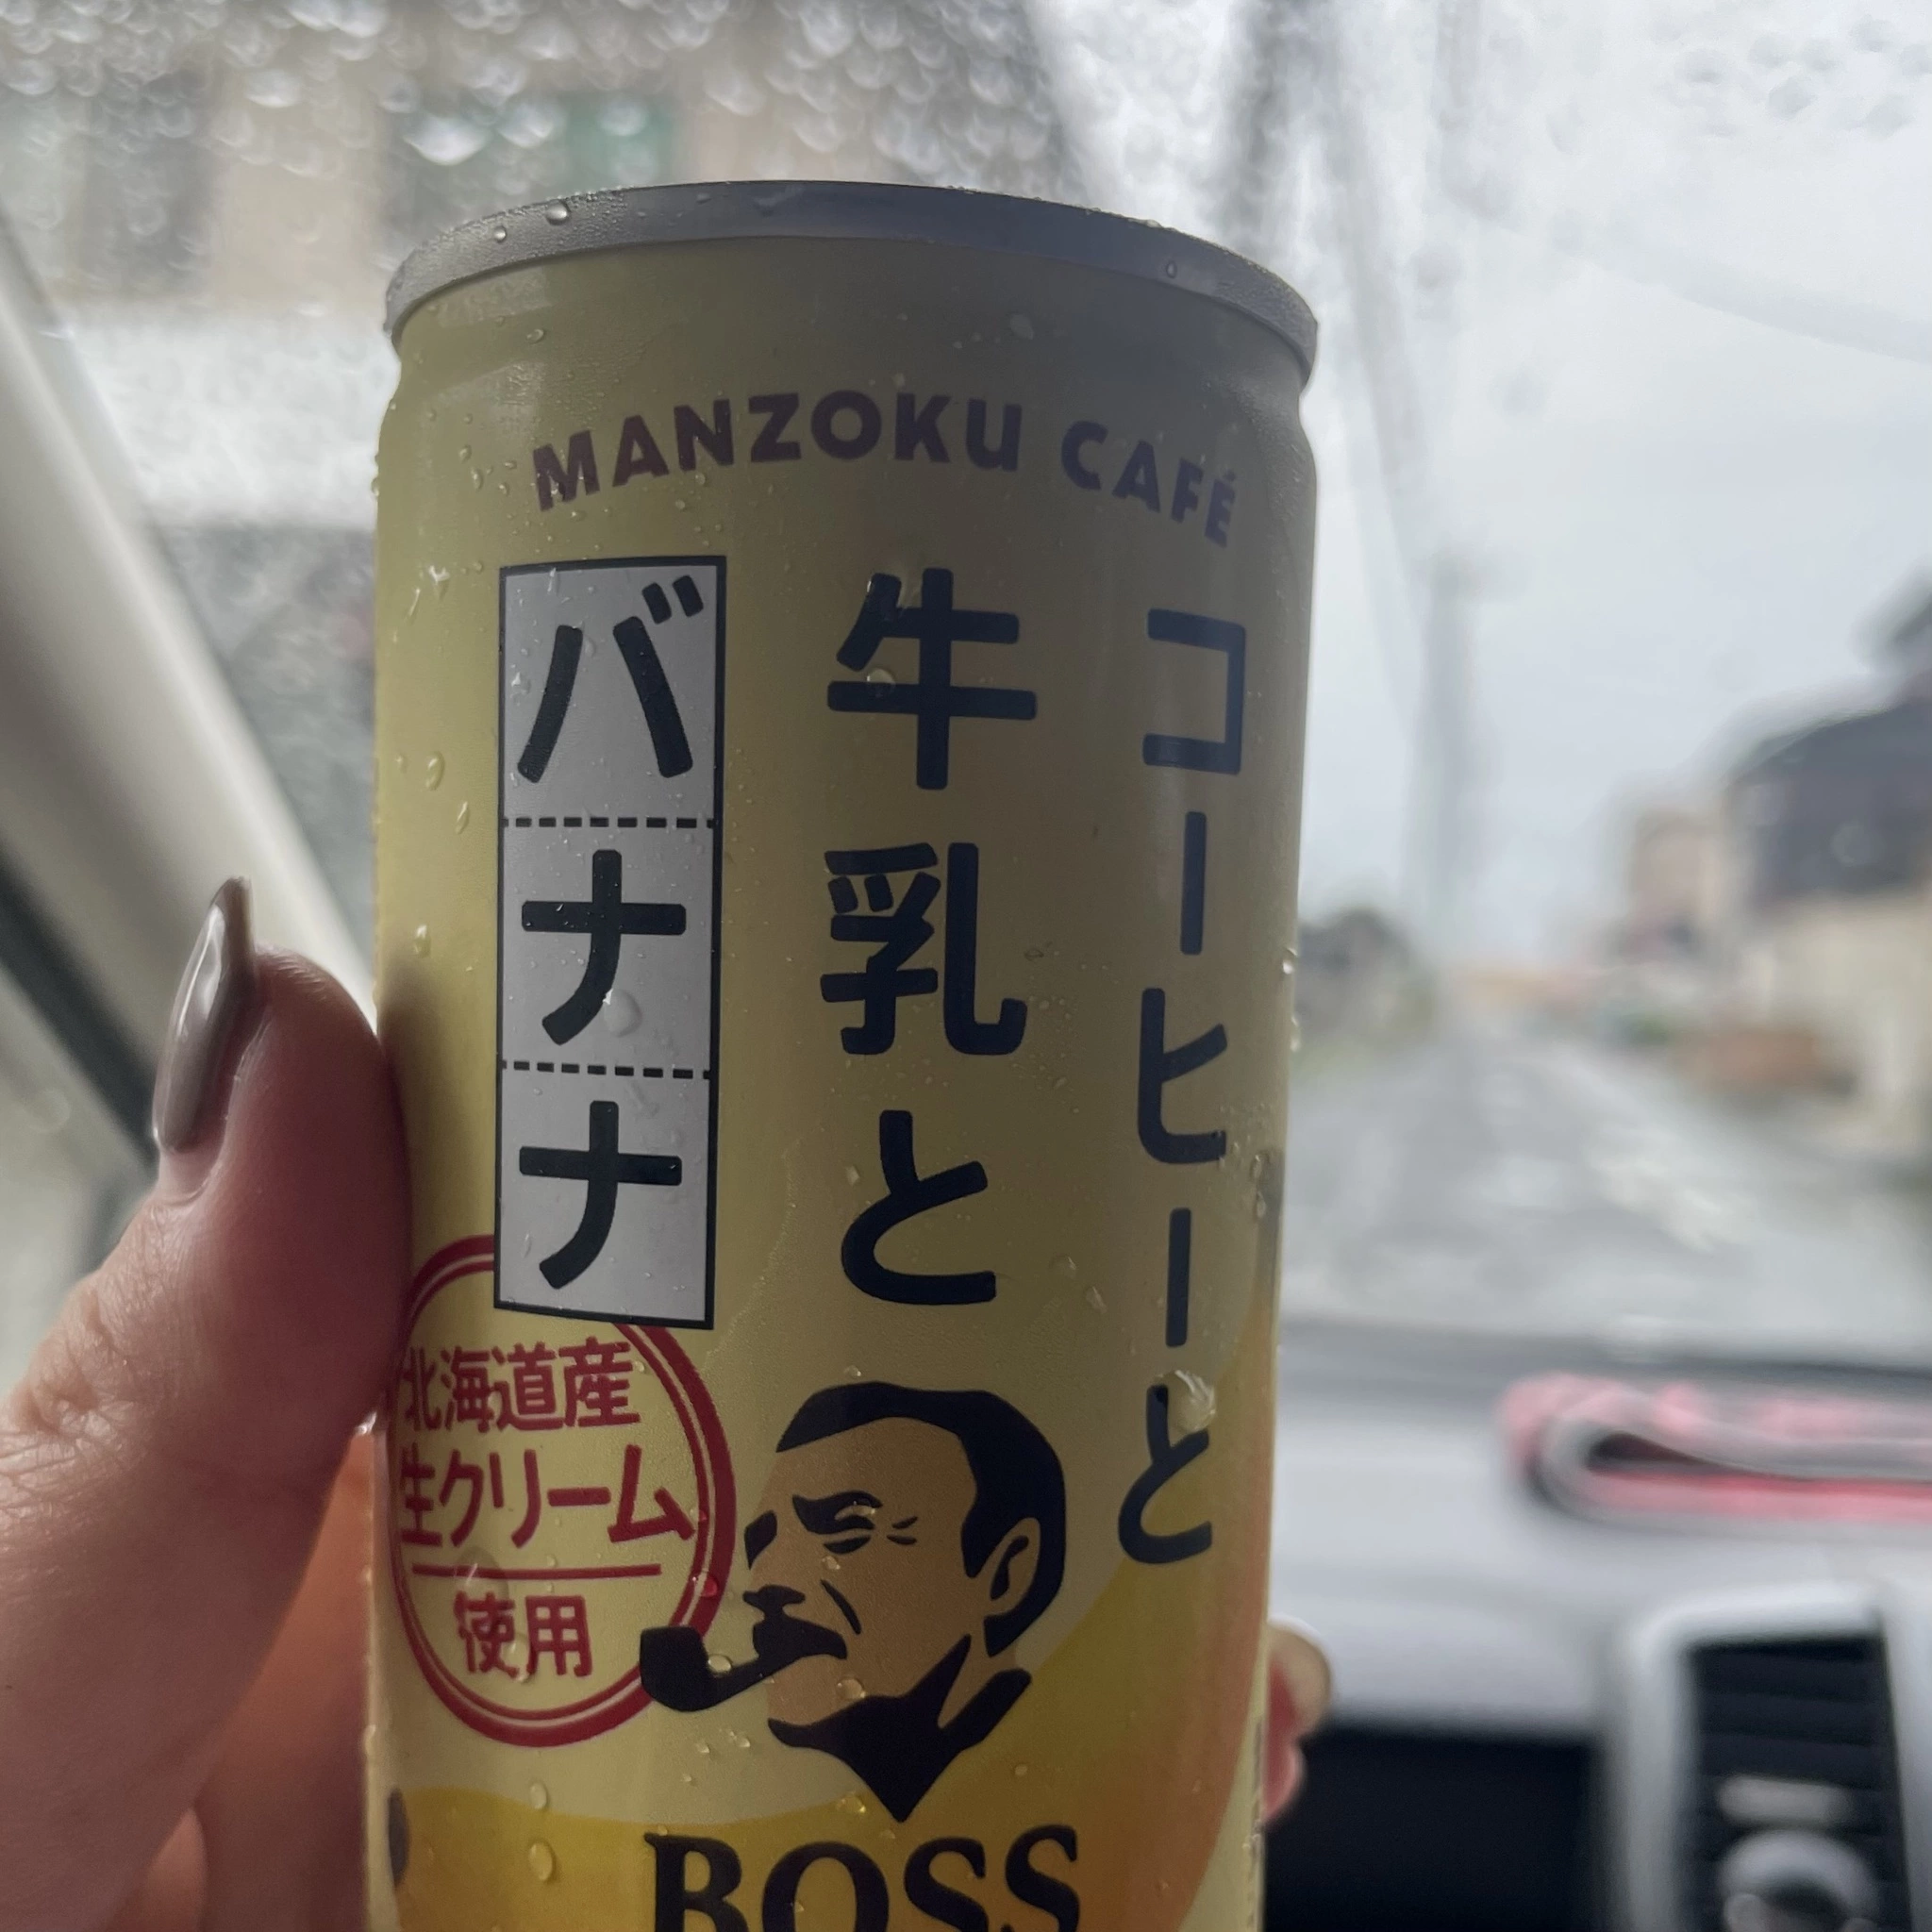 MANZOKU CAFÉ
コーヒーと
牛乳と
バナナ
北海道産
生クリーム
使用
BOSS